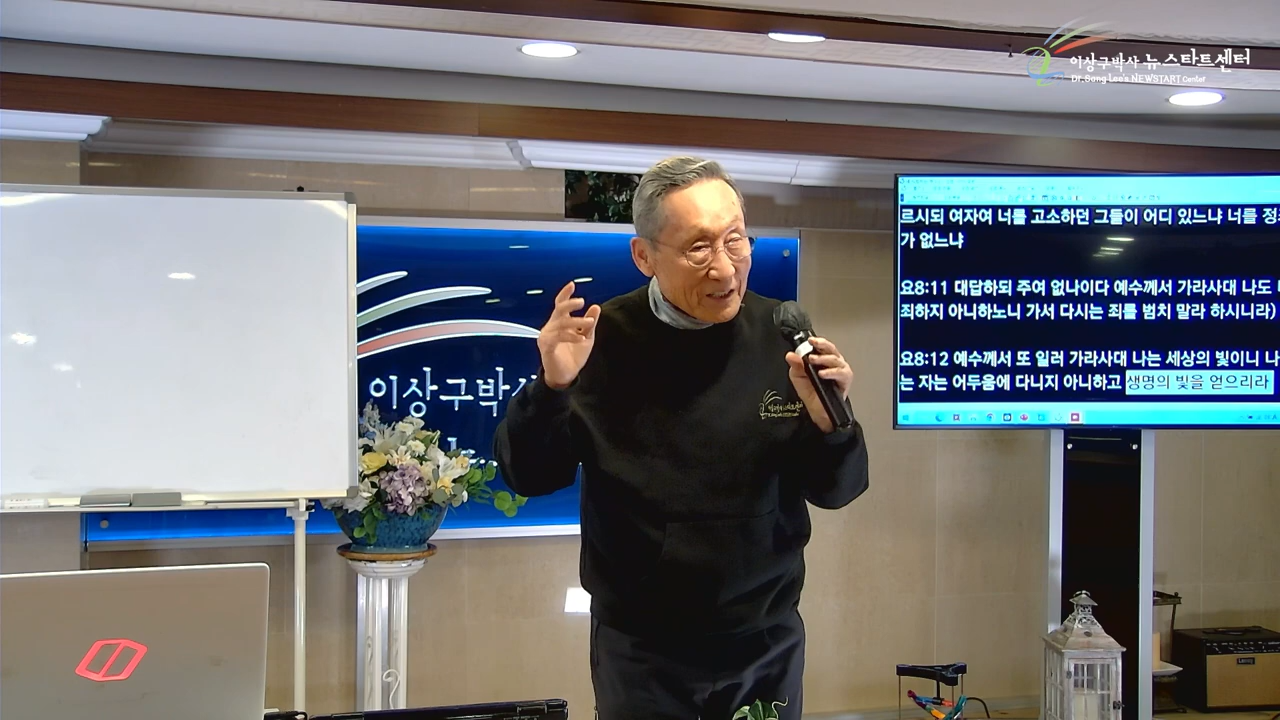 이상구박사 뉴스타트센터
Dr. Sang Lee's NEWSTART Center
르시되 여자여 너를 고소하던 그들이 어디 있느냐 너를
가 없느냐
요8:11 대답하되 주여 없나이다 예수께서 가라사대 나도
죄하지 아니하노니 가서 다시는 죄를 범치 말라 하시니라)
요8:12 예수께서 또 일러 가라사대 나는 세상의 빛이니
는 자는 어두움에 다니지 아니하고 생명의 빛을 얻으리라
이상구박사
Laney